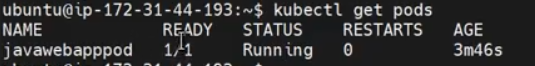 ubuntu@ip-172-31-44-193:~$ kubectl get pods
NAME READY STATUS RESTARTS AGE
javawebapppod 1/1 Running 0 3m46s